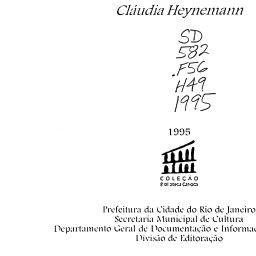 Cláudia Heynemann
SD
582
.F56
H49
1995
1995
COLEÇÃO
Biblioteca Carioca
Prefeitura da Cidade do Rio de Janeiro
Secretaria Municipal de Cultura
Departamento Geral de Documentação e Informaç
Divisão de Editoração